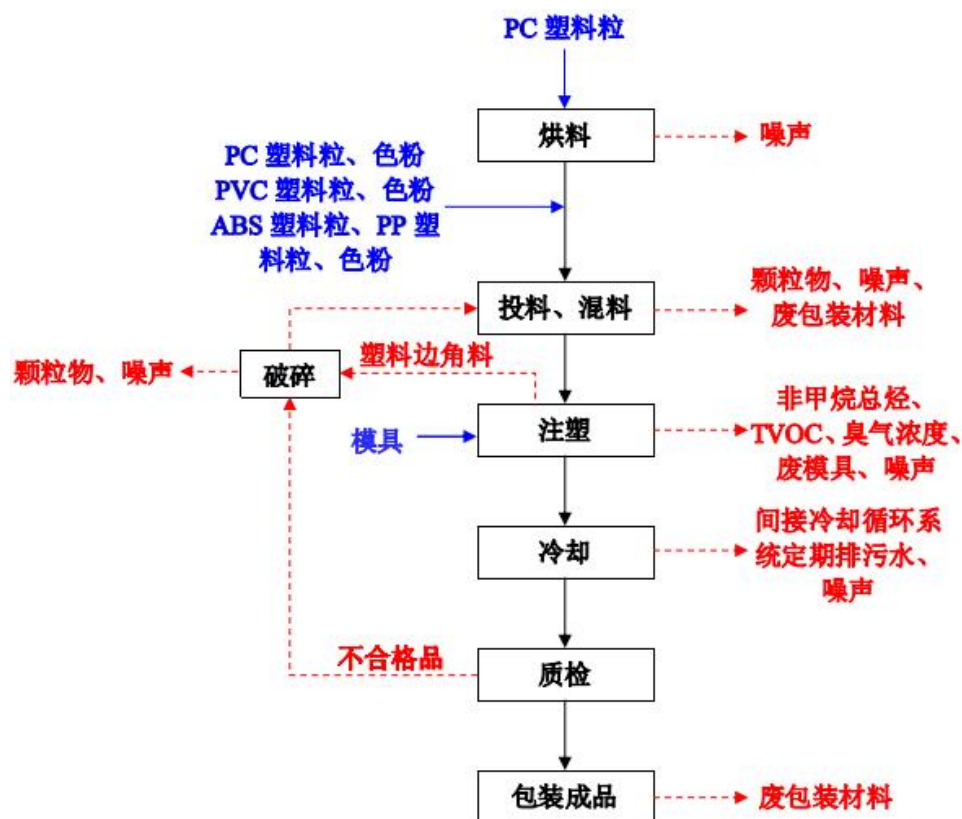 PC 塑料粒
烘料
噪声
PC 塑料粒、色粉
PVC 塑料粒、色粉
ABS 塑料粒、PP 塑
料粒、色粉
投料、混料
颗粒物、噪声、
废包装材料
颗粒物、噪声
破碎
塑料边角料
模具
注塑
非甲烷总烃、
TVOC、臭气浓度、
废模具、噪声
冷却
间接冷却循环系
统定期排污水、
噪声
不合格品
质检
包装成品
废包装材料